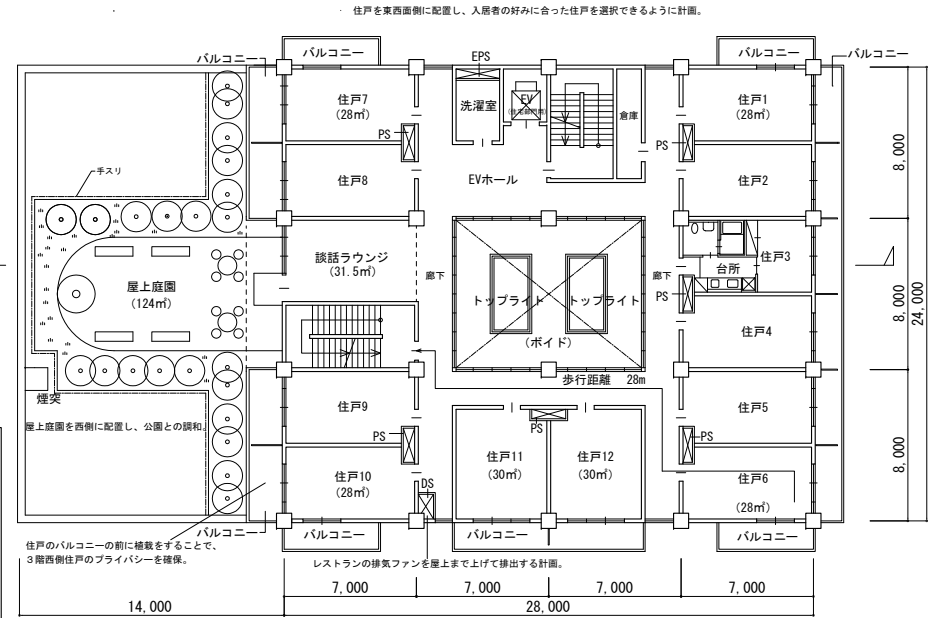 住戸を東西面側に配置し、入居者の好みに合った住戸を選択できるように計画。
バルコニー
バルコニー
バルコニー
バルコニー
EPS
住戸7
(28㎡)
洗濯室
EV
(住宅部門用)
倉庫
住戸1
(28㎡)
PS
PS
手スリ
住戸8
EVホール
住戸2
8,000
談話ラウンジ
(31.5㎡)
廊下
廊下
住戸3
台所
屋上庭園
(124㎡)
トップライト
トップライト
PS
(ボイド)
住戸4
8,000
24,000
煙突
歩行距離 28m
住戸9
住戸5
屋上庭園を西側に配置し、公園との調和。
PS
PS
PS
住戸11
(30㎡)
住戸12
(30㎡)
住戸10
(28㎡)
DS
住戸6
(28㎡)
8,000
バルコニー
バルコニー
バルコニー
バルコニー
住戸のバルコニーの前に植栽をすることで、
3階西側住戸のプライバシーを確保。
レストランの排気ファンを屋上まで上げて排出する計画。
7,000
7,000
7,000
7,000
14,000
28,000